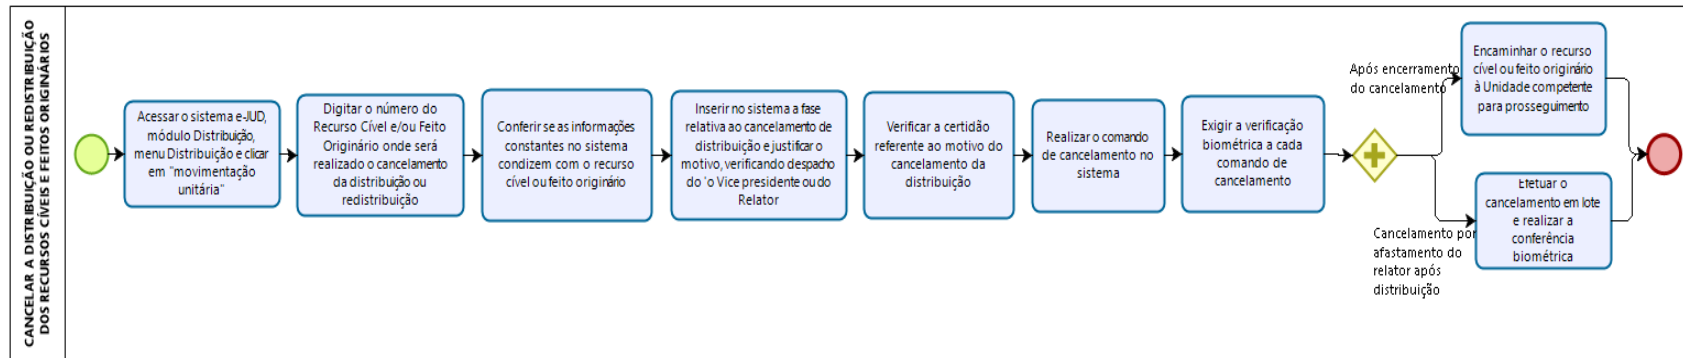 CANCELAR A DISTRIBUIÇÃO OU REDISTRIBUIÇÃO
DOS RECURSOS CÍVEIS E FEITOS ORIGINÁRIOS
Acessar o sistema e-JUD,
módulo Distribuição,
menu Distribuição e clicar
em "movimentação
unitária"
Digitar o número do
Recurso Cível e/ou Feito
Originário onde será
realizado o cancelamento
da distribuição ou
redistribuição
Conferir se as informações
constantes no sistema
condizem com o recurso
cível ou feito originário
Inserir no sistema a fase
relativa ao cancelamento de
distribuição e justificar o
motivo, verificando despacho
do 'o Vice presidente ou do
Relator
Verificar a certidão
referente ao motivo do
cancelamento da
distribuição
Realizar o comando
de cancelamento no
sistema
Exigir a verificação
biométrica a cada
comando de
cancelamento
Após encerramento
do cancelamento
Encaminhar o recurso
cível ou feito originário
à Unidade competente
para prosseguimento
Cancelamento por
afastamento do
relator após
distribuição
Efetuar o
cancelamento em lote
e realizar a
conferência
biométrica